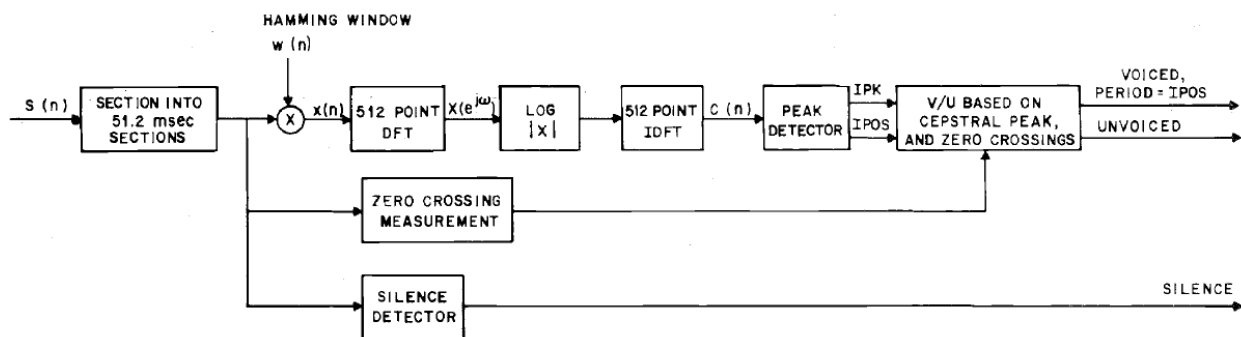 HAMMING WINDOW
w(n)
S(n)
SECTION INTO
51.2 msec
SECTIONS
X
x(n)
512 POINT
DFT
X(e^{jω})
LOG
|X|
512 POINT
IDFT
C(n)
PEAK
DETECTOR
IPK
IPOS
V/U BASED ON
CEPSTRAL PEAK,
AND ZERO CROSSINGS
VOICED,
PERIOD = IPOS
UNVOICED
ZERO CROSSING
MEASUREMENT
SILENCE
DETECTOR
SILENCE